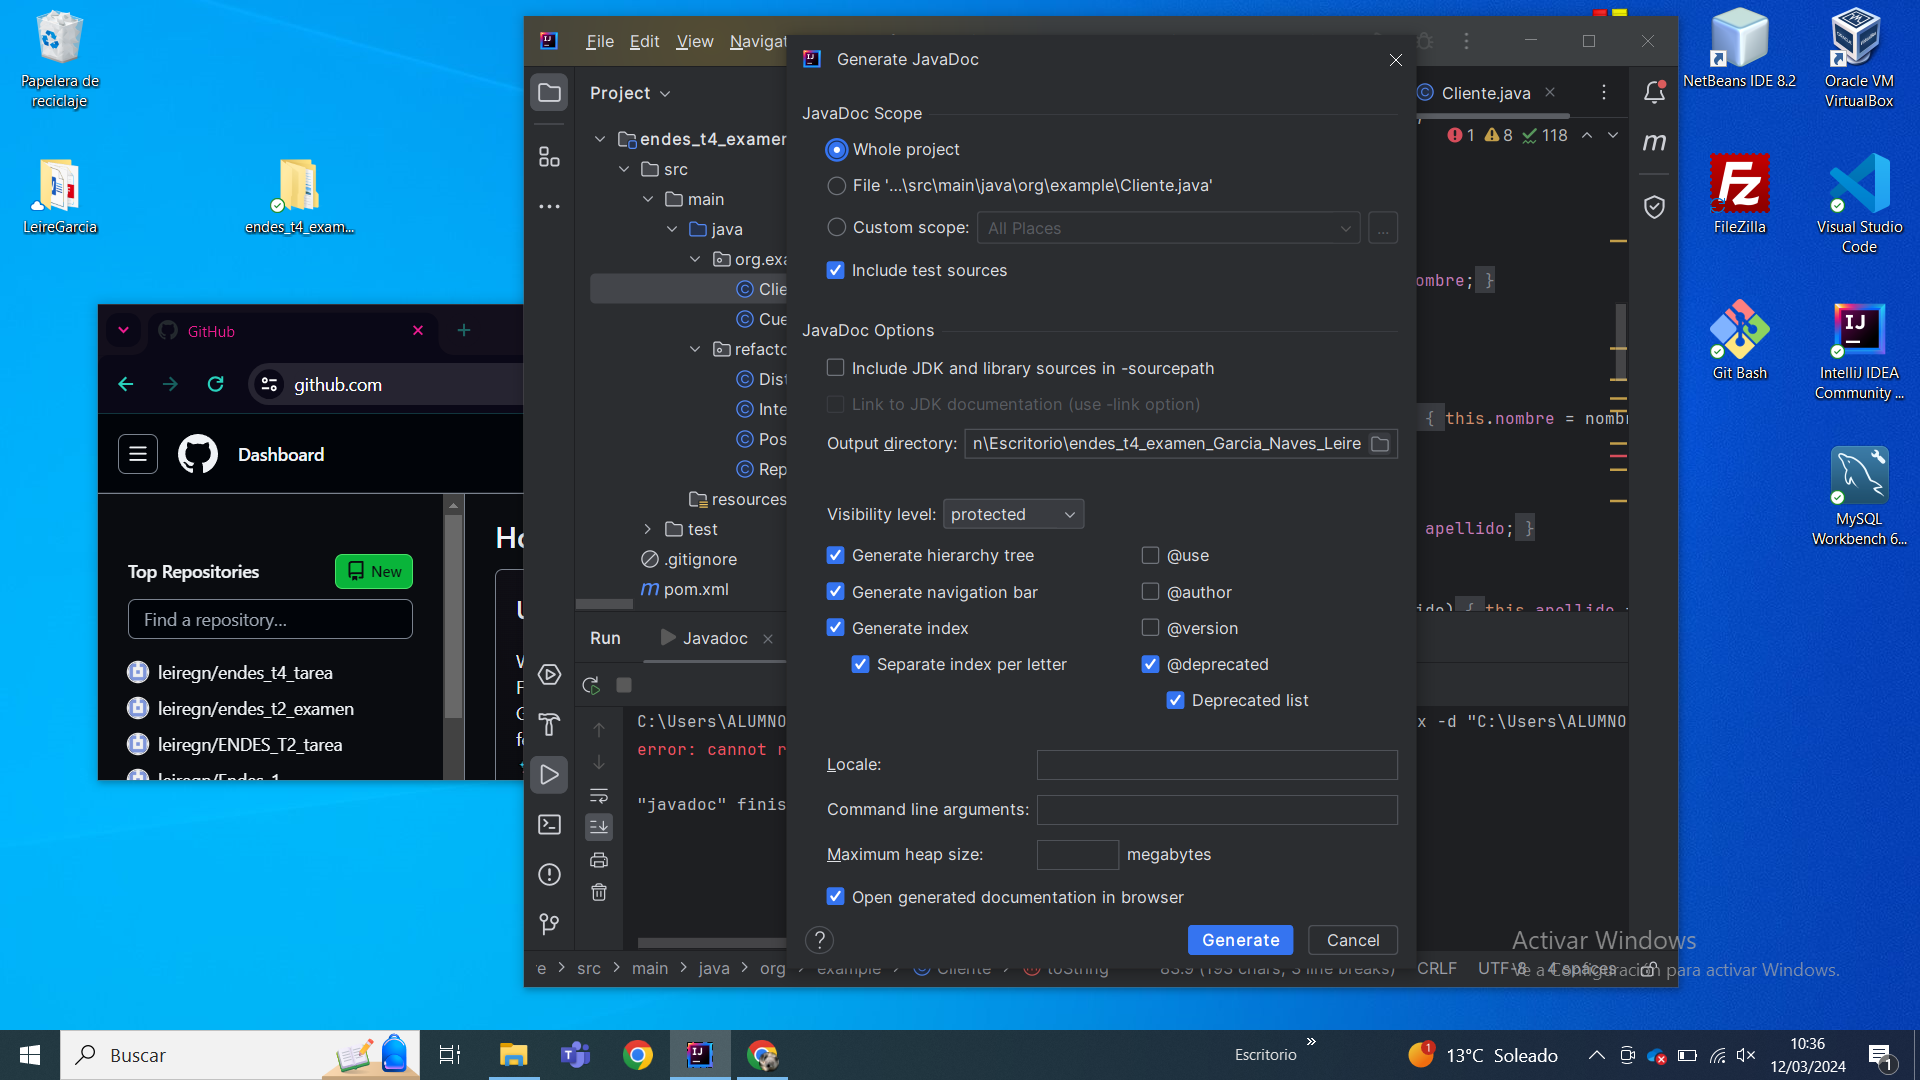 Papelera de
reciclaje
LeireGarcia
endes_t4_exam...
NetBeans IDE 8.2
Oracle VM
VirtualBox
FileZilla
Visual Studio
Code
Git Bash
IntelliJ IDEA
Community ...
MySQL
Workbench 6...
GitHub
github.com
Dashboard
Top Repositories
New
Find a repository...
leiregn/endes_t4_tarea
leiregn/endes_t2_examen
leiregn/ENDES_T2_tarea
leiregn/Endes_1
File Edit View Navigat
Project
endes_t4_examen
src
main
java
org.exa
Clie
Cue
refacto
Dist
Inte
Pos
Rep
resources
test
.gitignore
pom.xml
Cliente.java
1 8 118
ombre; }
{ this.nombre = nombr
apellido; }
ido) { this.apellido
Run Javadoc
C:\Users\ALUMNO
x -d "C:\Users\ALUMNO
error: cannot r
"javadoc" finis
Generate JavaDoc
JavaDoc Scope
Whole project
File '...\src\main\java\org\example\Cliente.java'
Custom scope: All Places ...
Include test sources
JavaDoc Options
Include JDK and library sources in -sourcepath
Link to JDK documentation (use -link option)
Output directory: n\Escritorio\endes_t4_examen_Garcia_Naves_Leire
Visibility level: protected
Generate hierarchy tree @use
Generate navigation bar @author
Generate index @version
Separate index per letter @deprecated
Deprecated list
Locale:
Command line arguments:
Maximum heap size: megabytes
Open generated documentation in browser
? Generate Cancel
e > src > main > java > org > example > Cliente > toString
83:9 (193 chars, 3 line breaks) CRLF UTF-8 4 spaces
Activar Windows
Ve a Configuración para activar Windows.
Buscar
Escritorio
13°C Soleado
10:36
12/03/2024
1